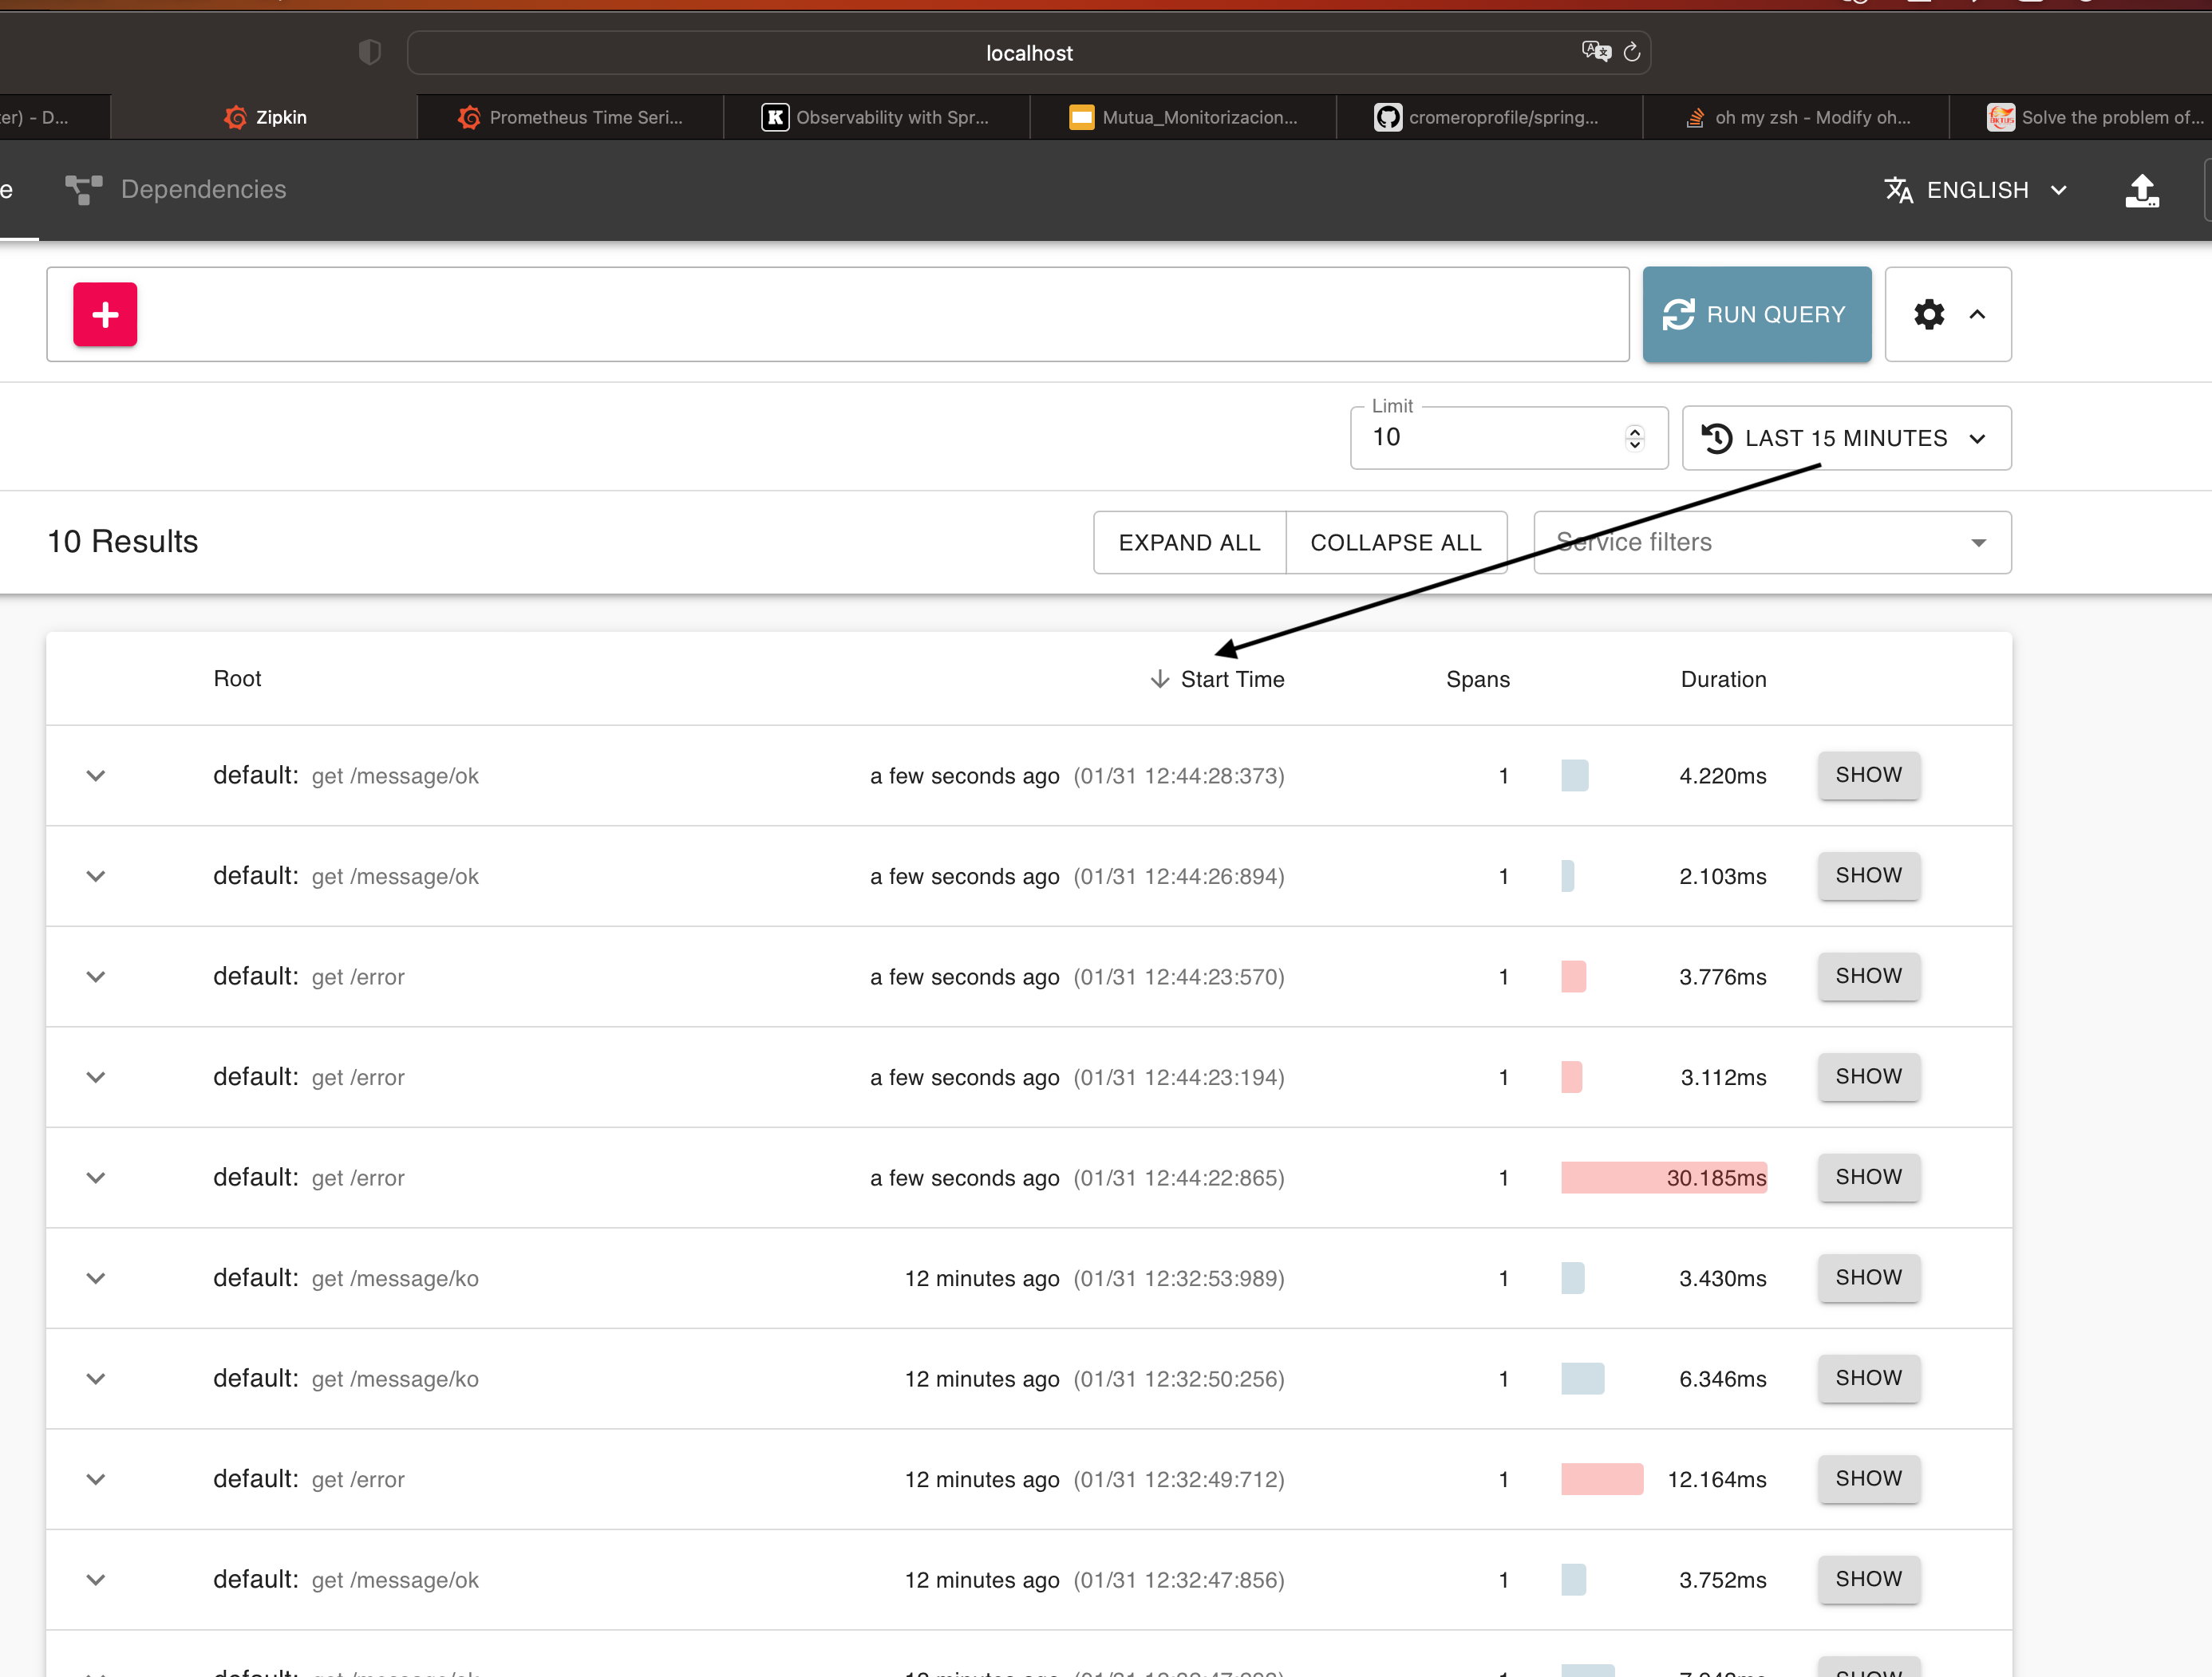 localhost
er) - D...
Zipkin
Prometheus Time Seri...
Observability with Spr...
Mutua_Monitorizacion...
cromeroprofile/spring...
oh my zsh - Modify oh...
Solve the problem of...
e
Dependencies
ENGLISH
RUN QUERY
Limit
10
LAST 15 MINUTES
10 Results
EXPAND ALL
COLLAPSE ALL
Service filters
Root Start Time Spans Duration
default: get /message/ok a few seconds ago (01/31 12:44:28:373) 1 4.220ms SHOW
default: get /message/ok a few seconds ago (01/31 12:44:26:894) 1 2.103ms SHOW
default: get /error a few seconds ago (01/31 12:44:23:570) 1 3.776ms SHOW
default: get /error a few seconds ago (01/31 12:44:23:194) 1 3.112ms SHOW
default: get /error a few seconds ago (01/31 12:44:22:865) 1 30.185ms SHOW
default: get /message/ko 12 minutes ago (01/31 12:32:53:989) 1 3.430ms SHOW
default: get /message/ko 12 minutes ago (01/31 12:32:50:256) 1 6.346ms SHOW
default: get /error 12 minutes ago (01/31 12:32:49:712) 1 12.164ms SHOW
default: get /message/ok 12 minutes ago (01/31 12:32:47:856) 1 3.752ms SHOW